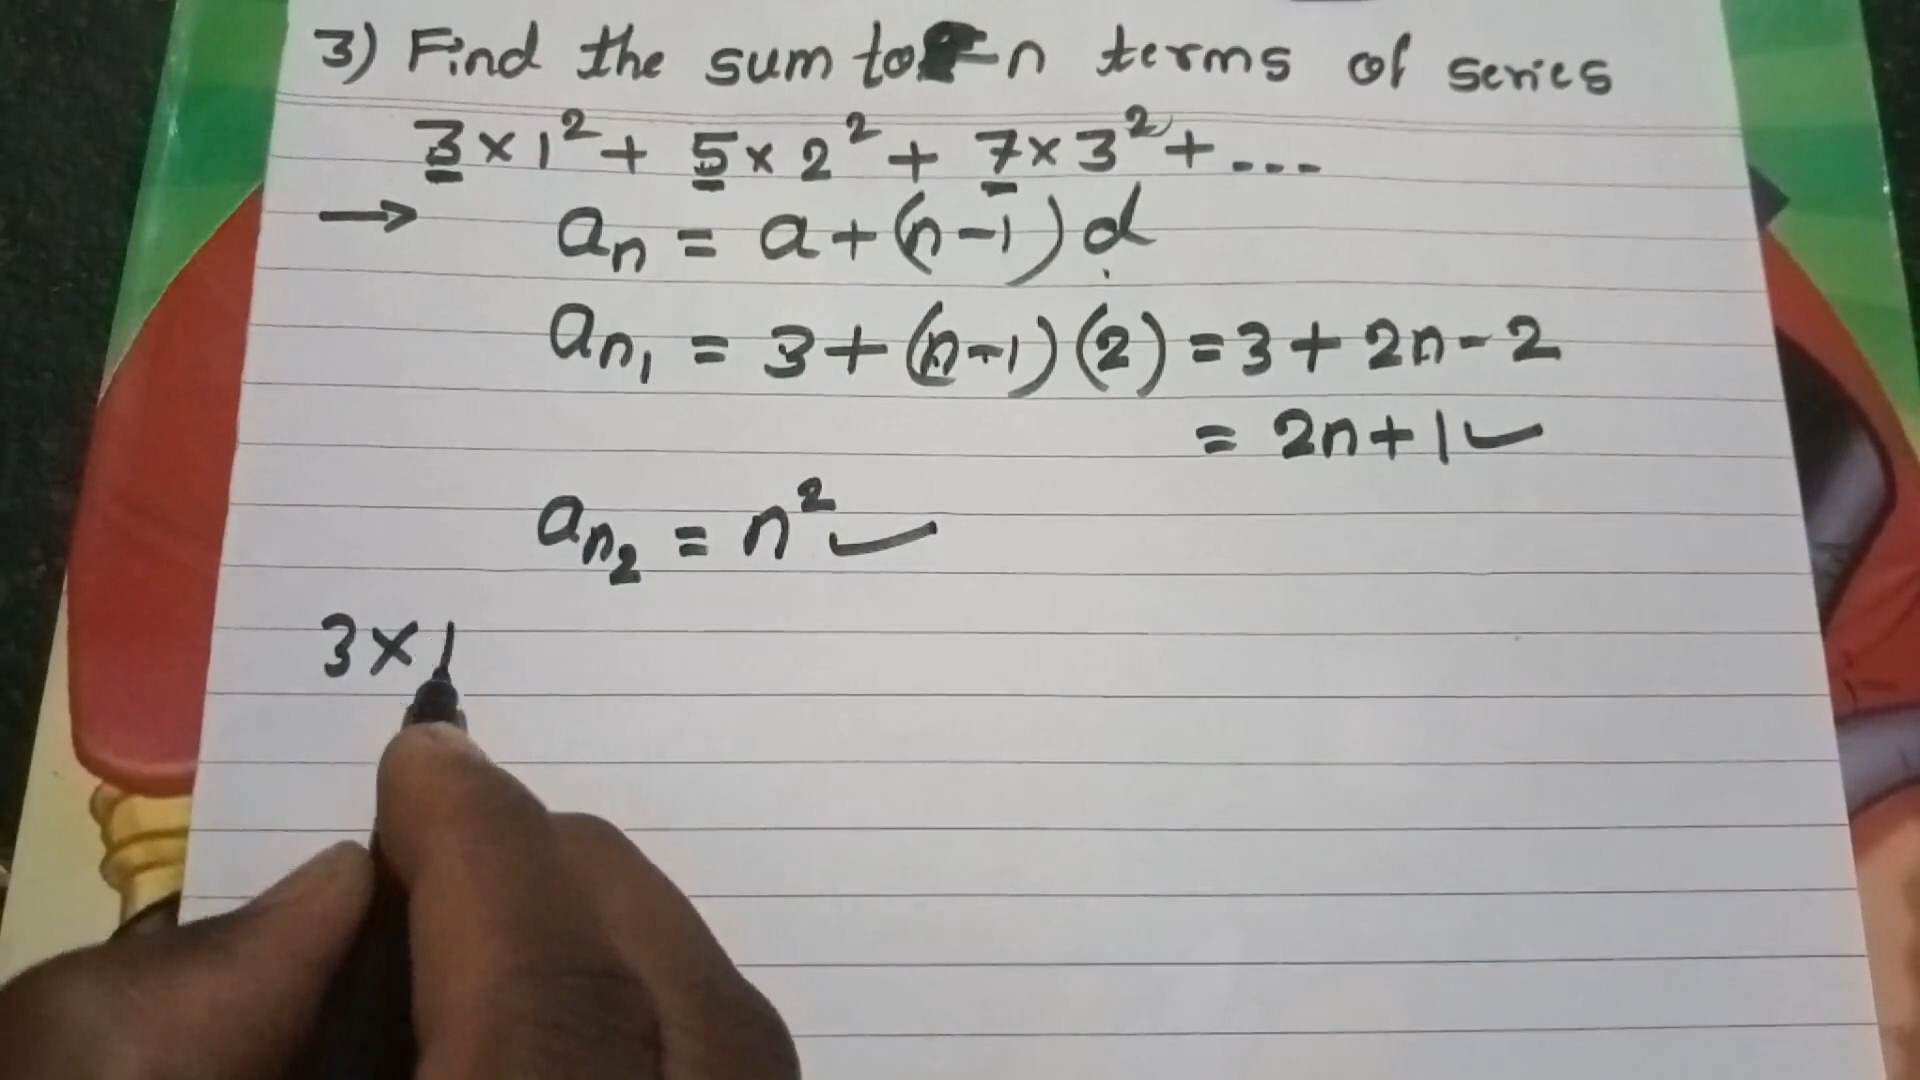 3) Find the sum to n terms of series
3 × 1² + 5 × 2² + 7 × 3² + ...
→ aₙ = a + (n-1) d
aₙ₁ = 3 + (n-1) (2) = 3 + 2n - 2
= 2n + 1 ✓
aₙ₂ = n² ✓
3 × 1